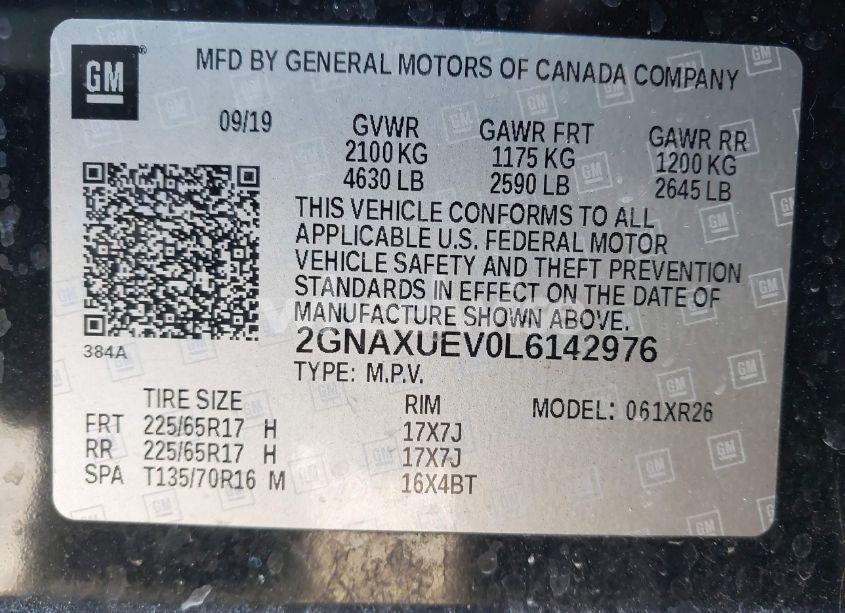 GM
MFD BY GENERAL MOTORS OF CANADA COMPANY
09/19 GVWR GAWR FRT GAWR RR
2100 KG 1175 KG 1200 KG
4630 LB 2590 LB 2645 LB
THIS VEHICLE CONFORMS TO ALL
APPLICABLE U.S. FEDERAL MOTOR
VEHICLE SAFETY AND THEFT PREVENTION
STANDARDS IN EFFECT ON THE DATE OF
MANUFACTURE SHOWN ABOVE.
384A
2GNAXUEV0L6142976
TYPE: M.P.V.
TIRE SIZE RIM MODEL: 061XR26
FRT 225/65R17 H 17X7J
RR 225/65R17 H 17X7J
SPA T135/70R16 M 16X4BT